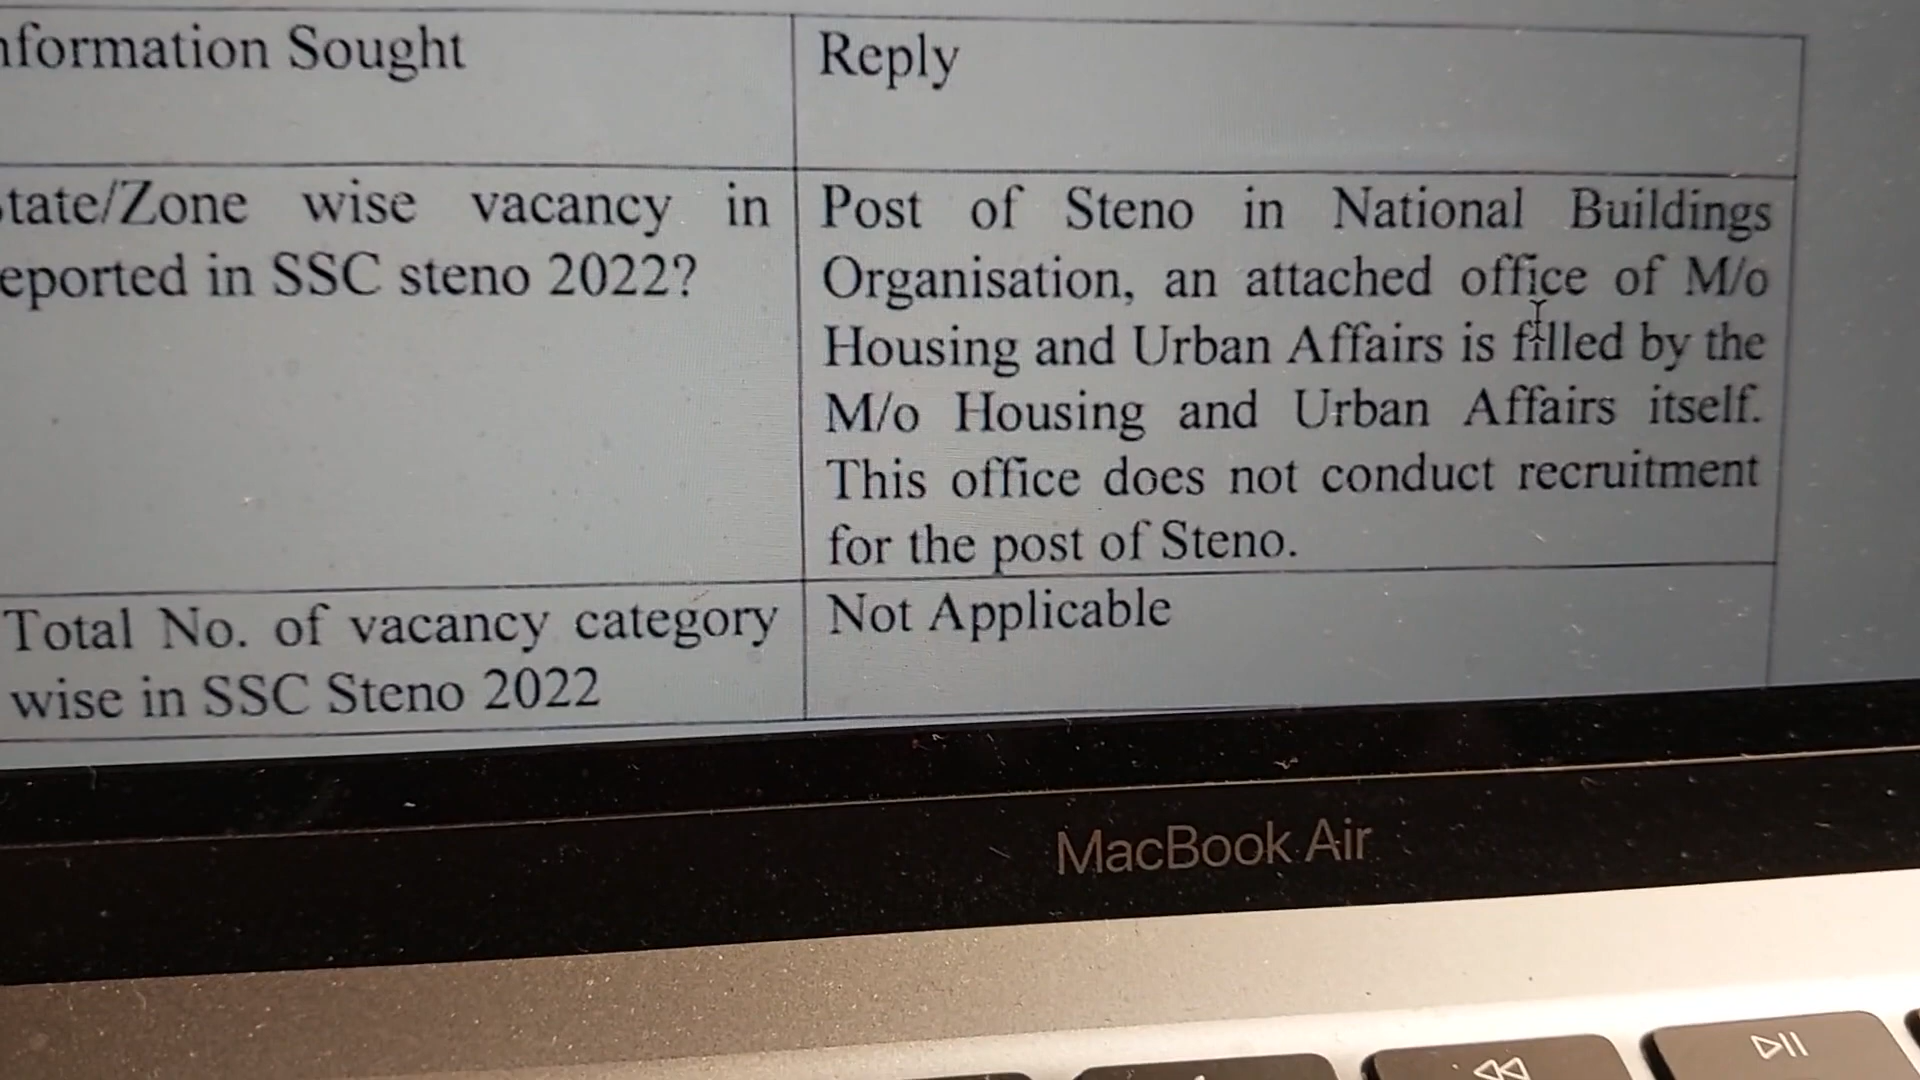 nformation Sought
Reply
tate/Zone wise vacancy in
eported in SSC steno 2022?
Post of Steno in National Buildings
Organisation, an attached office of M/o
Housing and Urban Affairs is filled by the
M/o Housing and Urban Affairs itself.
This office does not conduct recruitment
for the post of Steno.
Total No. of vacancy category
wise in SSC Steno 2022
Not Applicable
MacBook Air